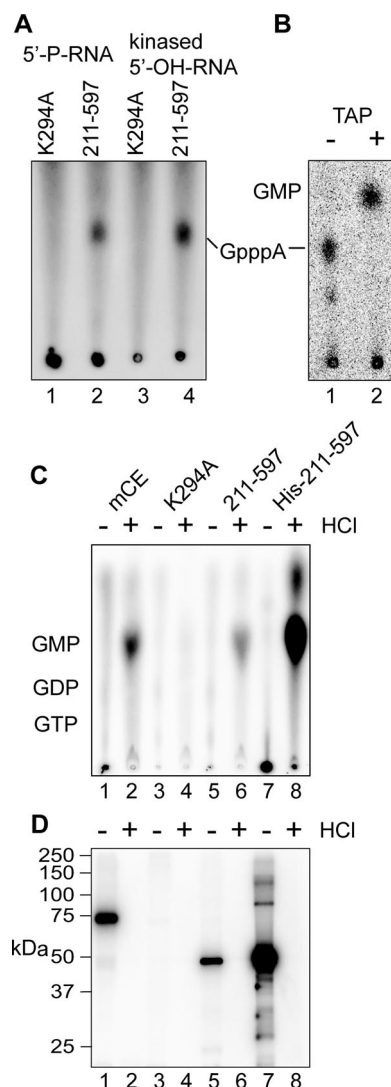 A
5'-P-RNA
kinased
5'-OH-RNA
K294A
211-597
K294A
211-597
GpppA
1 2 3 4
B
TAP
- +
GMP
1 2
C
mCE
K294A
211-597
His-211-597
- + - + - + - + HCl
GMP
GDP
GTP
1 2 3 4 5 6 7 8
D
- + - + - + - + HCl
250
150
100
75
kDa
50
37
25
1 2 3 4 5 6 7 8